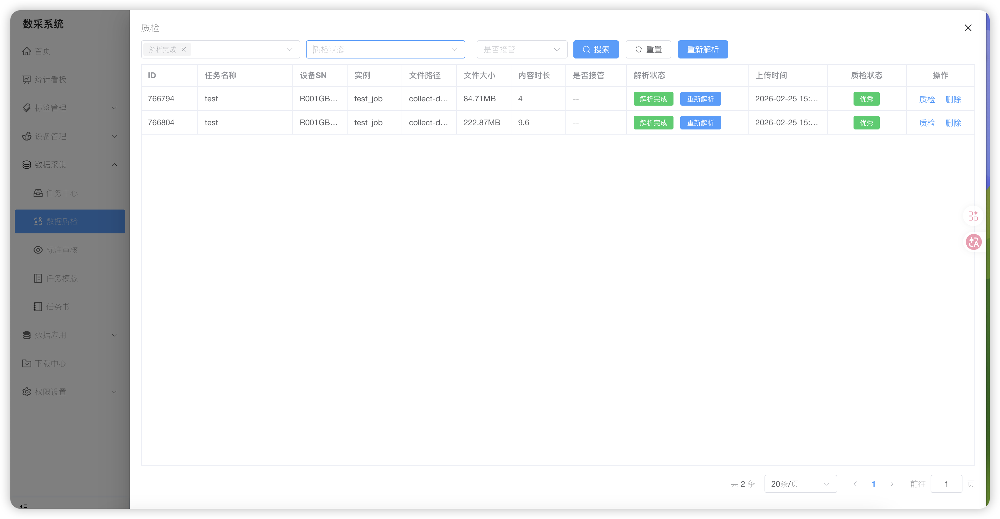 数采系统
首页
统计看板
标签管理
设备管理
数据采集
任务中心
数据质检
标注审核
任务模版
任务书
数据应用
下载中心
权限设置
质检
解析完成 质检状态 是否接管 搜索 重置 重新解析
ID 任务名称 设备SN 实例 文件路径 文件大小 内容时长 是否接管 解析状态 上传时间 质检状态 操作
766794 test R001GB... test_job collect-d... 84.71MB 4 -- 解析完成 重新解析 2026-02-25 15:... 优秀 质检 删除
766804 test R001GB... test_job collect-d... 222.87MB 9.6 -- 解析完成 重新解析 2026-02-25 15:... 优秀 质检 删除
共 2 条 20条/页 1 前往 1 页